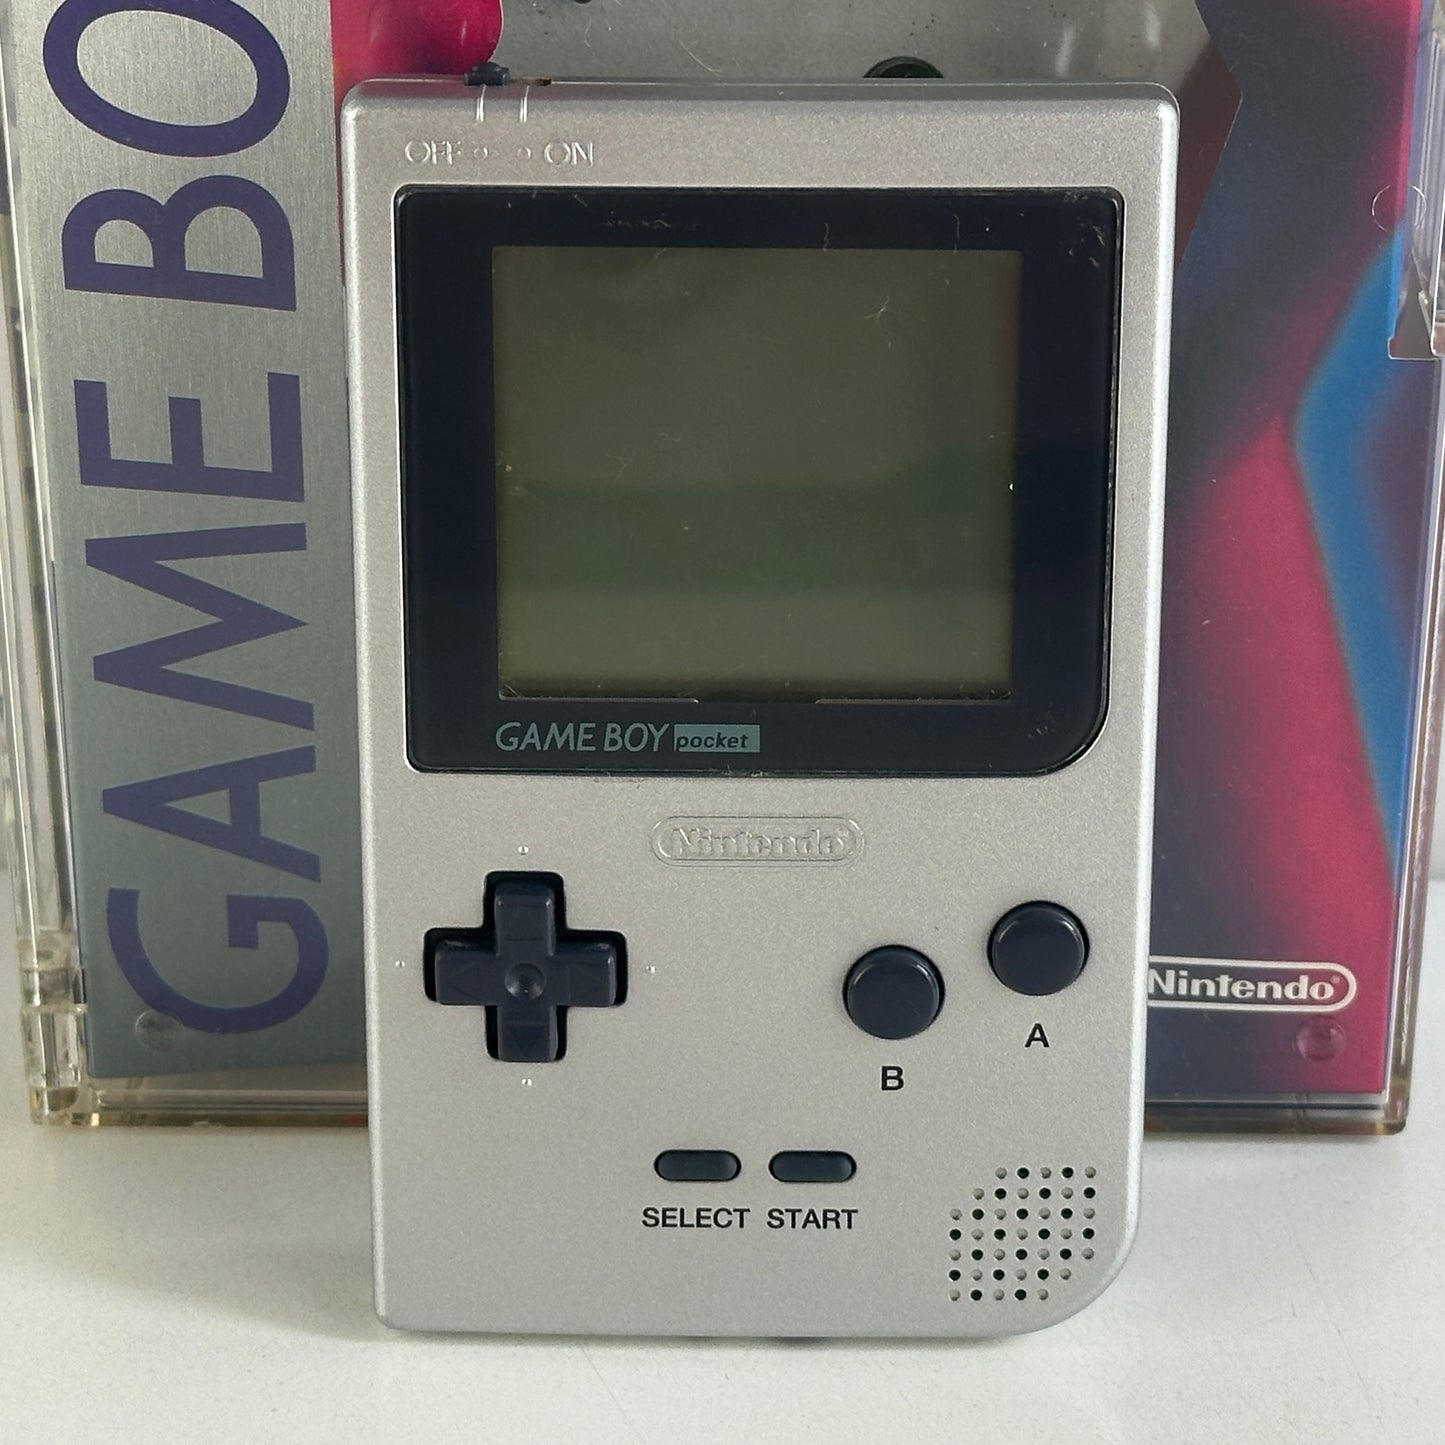 GAME BO
OFF ON
GAME BOY pocket
Nintendo
A
B
SELECT START
Nintendo®